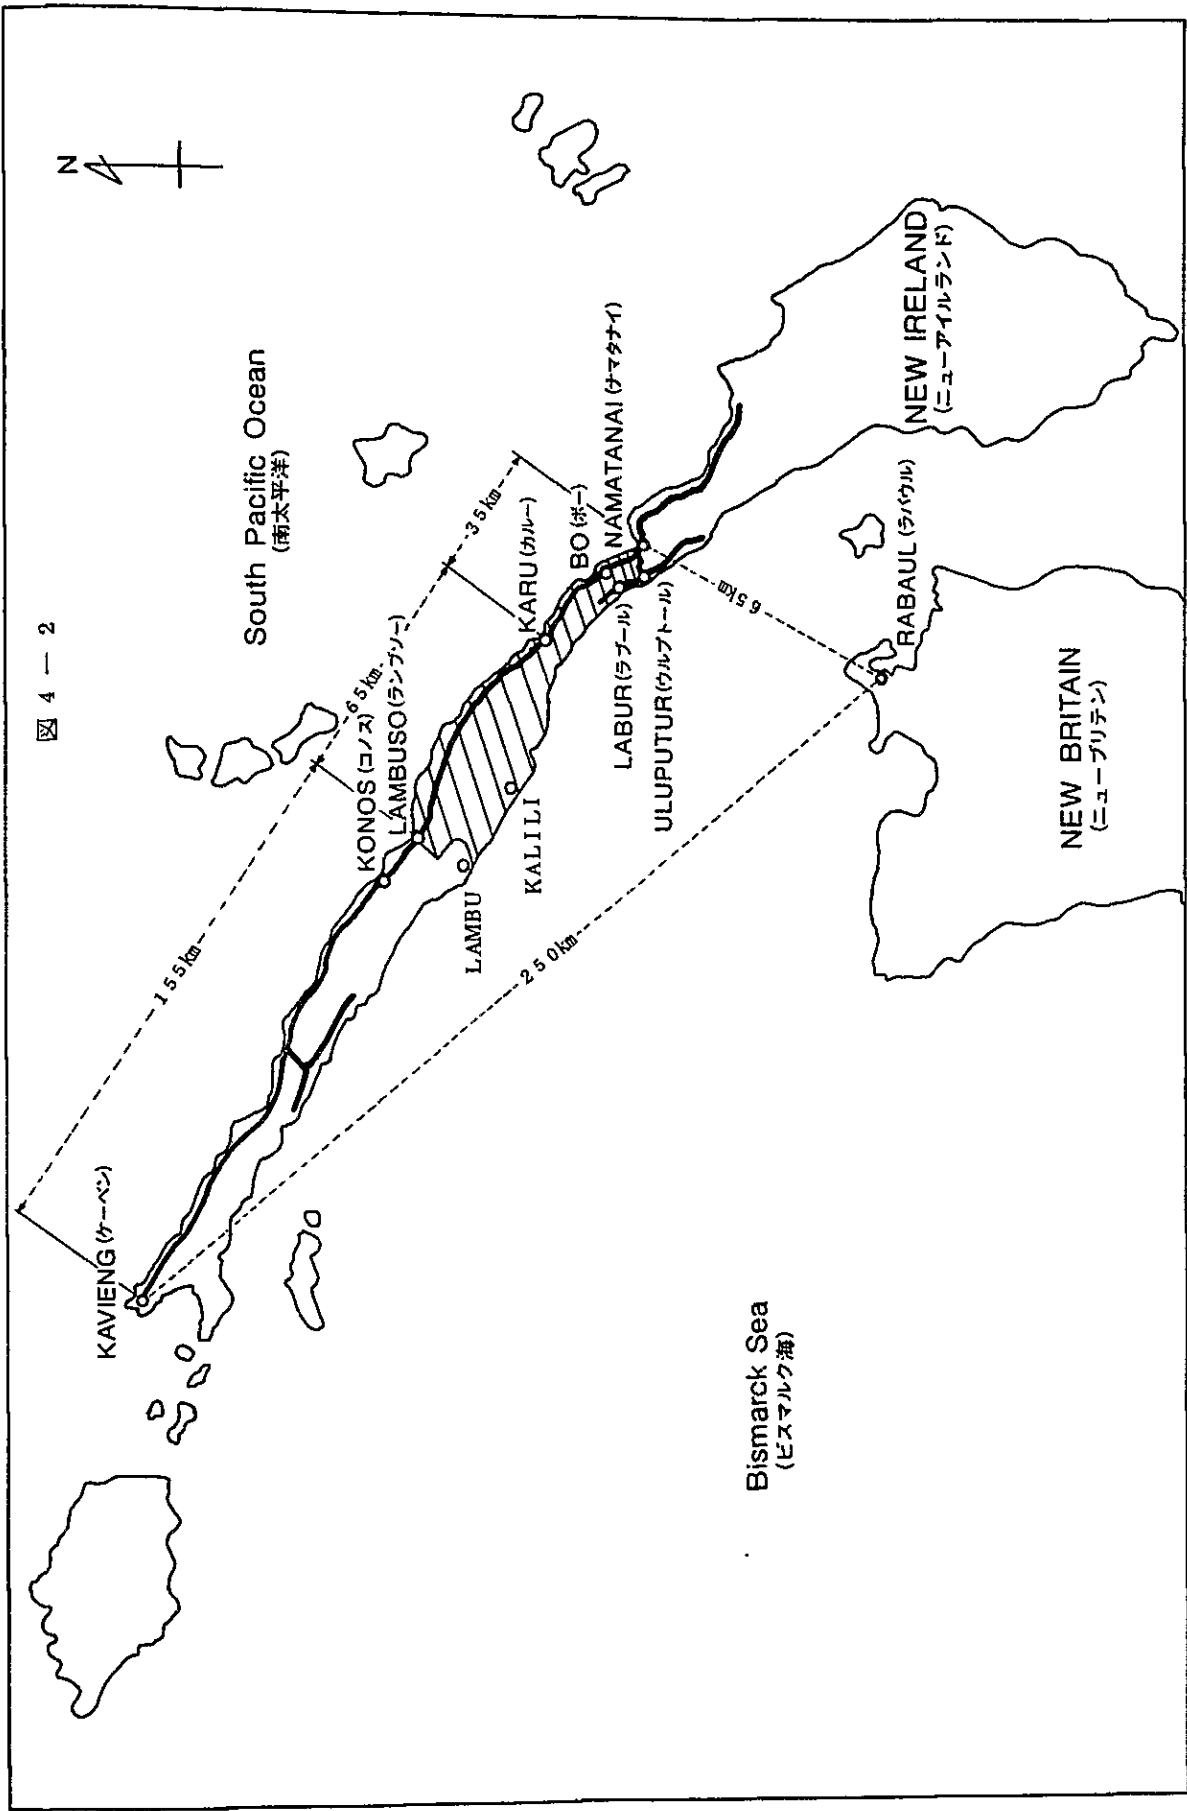 図 4 — 2
N
South Pacific Ocean
(南太平洋)
KAVIENG (ケーベン)
155km
65km
35km
KONOS (コノス)
LAMBUSO (ランブソー)
KARU (カルー)
BO (ボー)
NAMATANAI (ナマタナイ)
LAMBU
KALILI
LABUR (ラブール)
ULUPUTUR (ウルプトール)
250km
65km
RABAUL (ラバウル)
NEW IRELAND
(ニューアイルランド)
NEW BRITAIN
(ニューブリテン)
Bismarck Sea
(ビスマルク海)